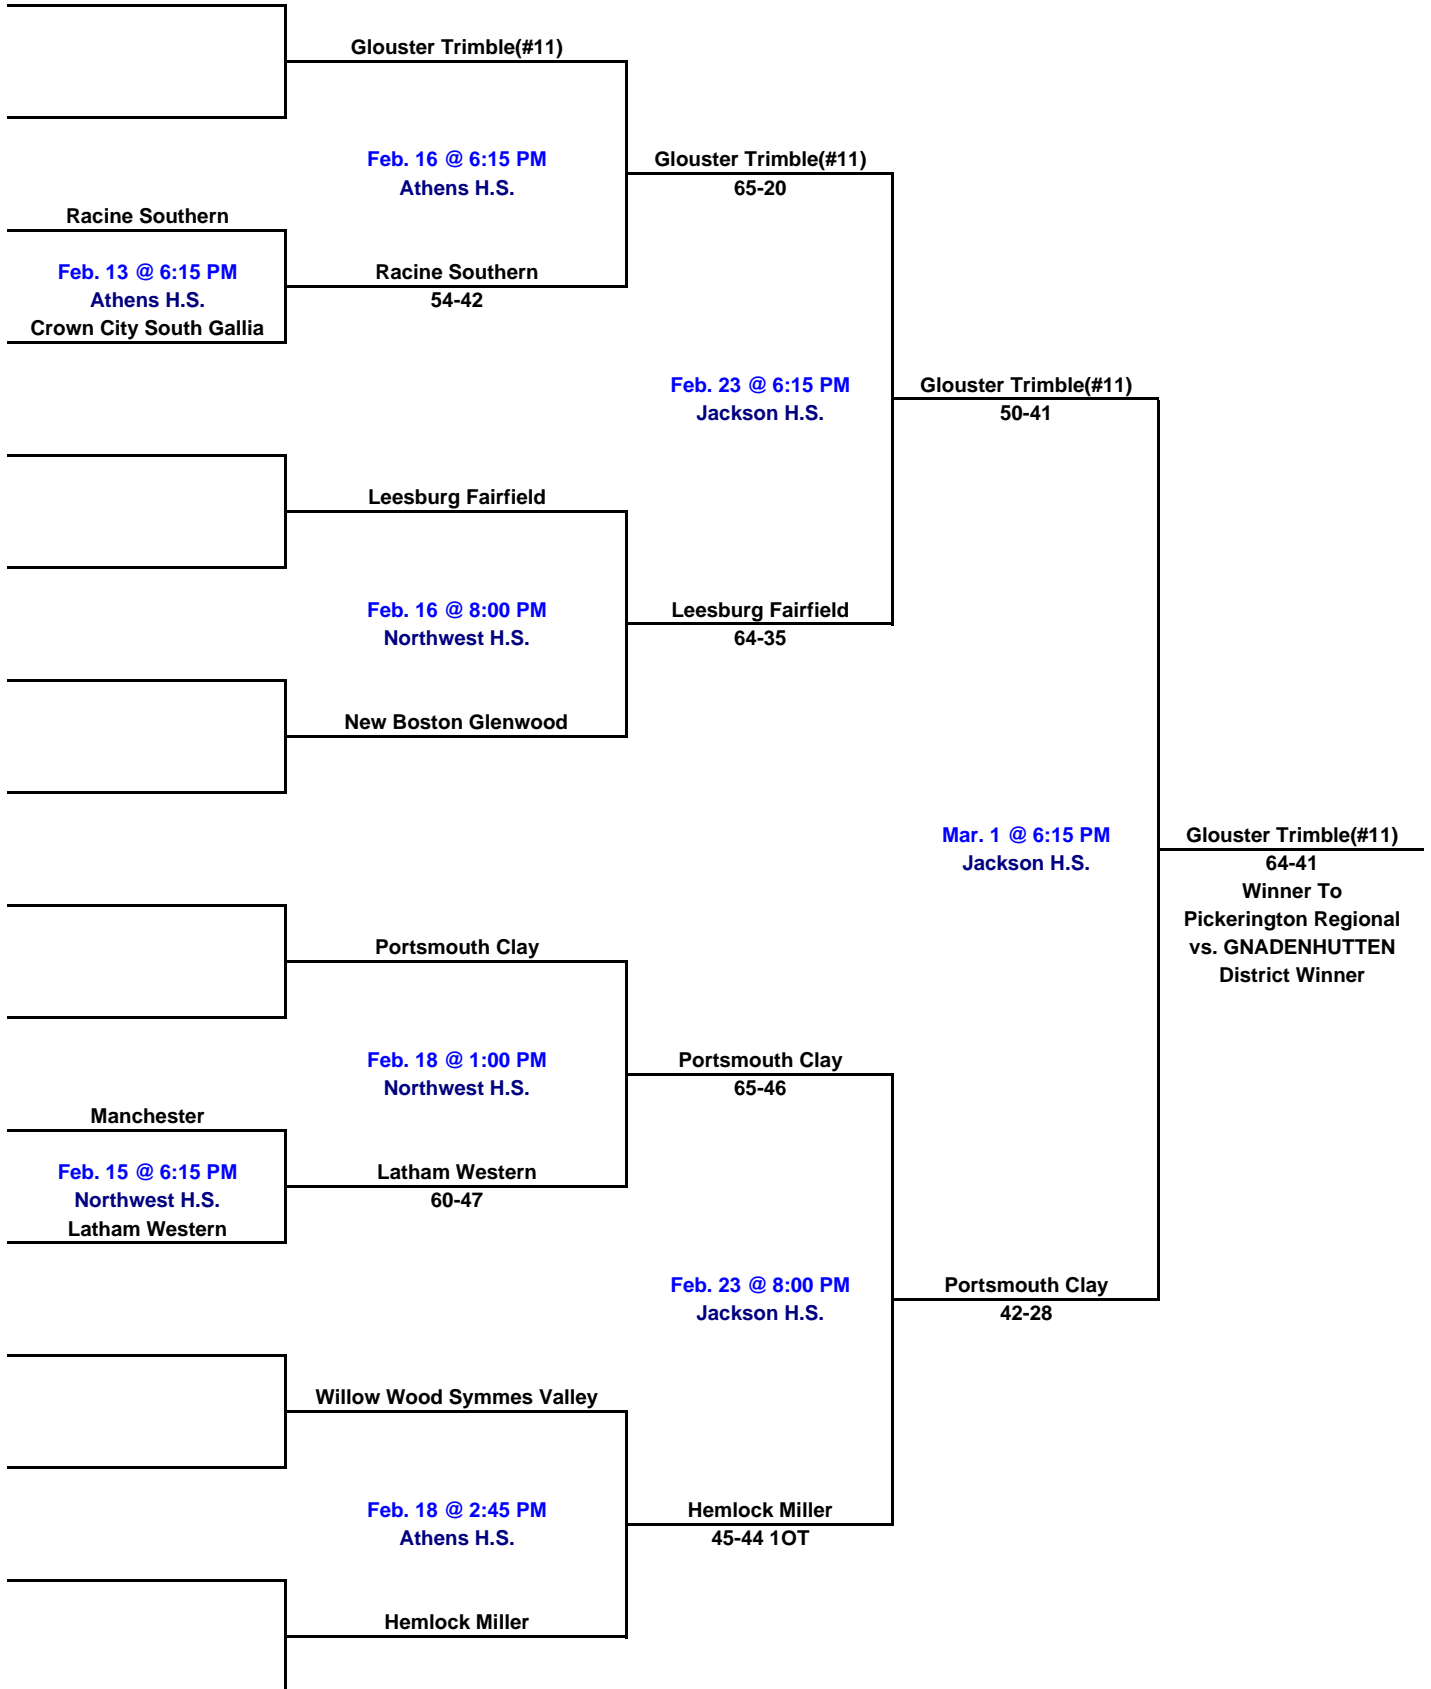 Glouster Trimble(#11)
Feb. 16 @ 6:15 PM
Athens H.S.
Glouster Trimble(#11)
65-20
Racine Southern
Feb. 13 @ 6:15 PM
Athens H.S.
Crown City South Gallia
Racine Southern
54-42
Feb. 23 @ 6:15 PM
Jackson H.S.
Glouster Trimble(#11)
50-41
Leesburg Fairfield
Feb. 16 @ 8:00 PM
Northwest H.S.
Leesburg Fairfield
64-35
New Boston Glenwood
Mar. 1 @ 6:15 PM
Jackson H.S.
Glouster Trimble(#11)
64-41
Winner To
Pickerington Regional
vs. GNADENHUTTEN
District Winner
Portsmouth Clay
Feb. 18 @ 1:00 PM
Northwest H.S.
Portsmouth Clay
65-46
Manchester
Feb. 15 @ 6:15 PM
Northwest H.S.
Latham Western
Latham Western
60-47
Feb. 23 @ 8:00 PM
Jackson H.S.
Portsmouth Clay
42-28
Willow Wood Symmes Valley
Feb. 18 @ 2:45 PM
Athens H.S.
Hemlock Miller
45-44 1OT
Hemlock Miller